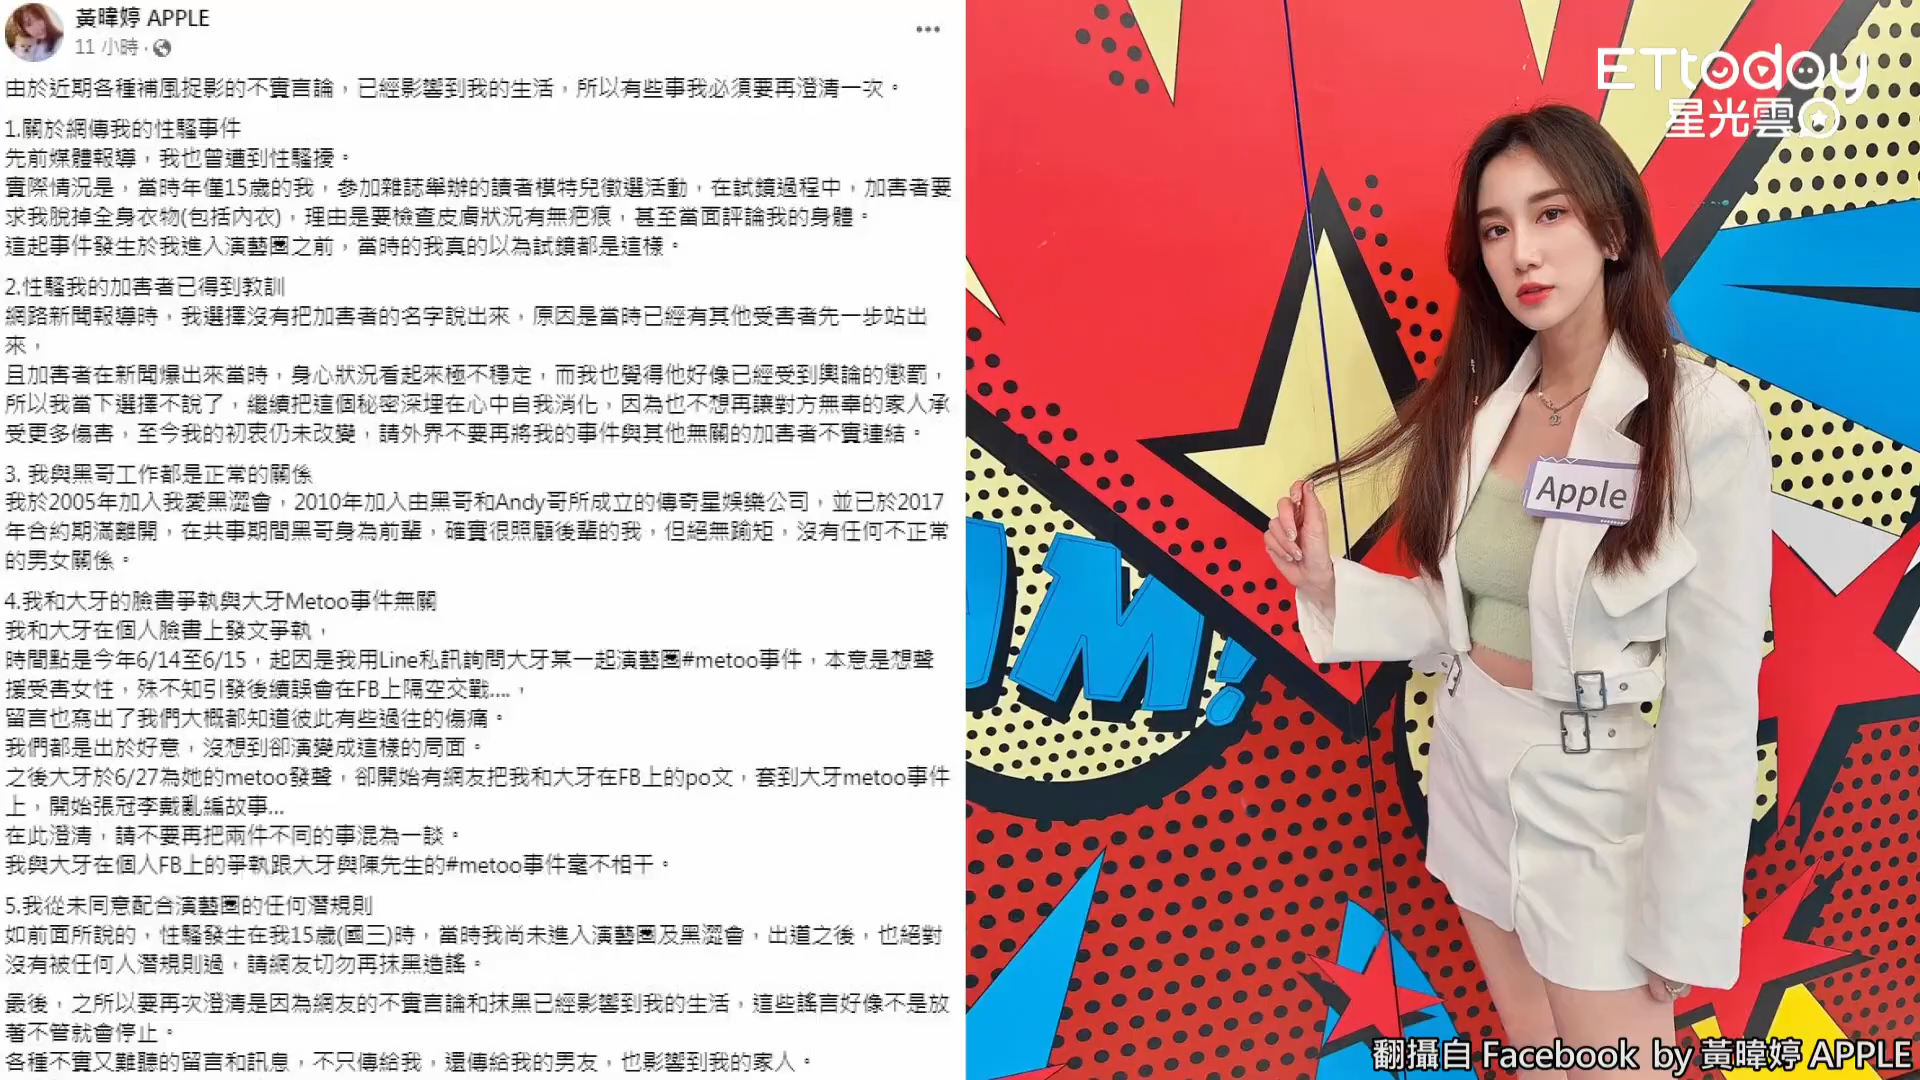 黃暐婷 APPLE
11 小時
由於近期各種補風捉影的不實言論，已經影響到我的生活，所以有些事我必須要再澄清一次。
1.關於網傳我的性騷事件
先前媒體報導，我也曾遭到性騷擾。
實際情況是，當時年僅15歲的我，參加雜誌舉辦的讀者模特兒徵選活動，在試鏡過程中，加害者要
求我脫掉全身衣物(包括內衣)，理由是要檢查皮膚狀況有無疤痕，甚至當面評論我的身體。
這起事件發生於我進入演藝圈之前，當時的我真的以為試鏡都是這樣。
2.性騷我的加害者已得到教訓
網路新聞報導時，我選擇沒有把加害者的名字說出來，原因是當時已經有其他受害者先一步站出
來，
且加害者在新聞爆出來當時，身心狀況看起來極不穩定，而我也覺得他好像已經受到輿論的懲罰，
所以我當下選擇不說了，繼續把這個秘密深埋在心中自我消化，因為也不想再讓對方無辜的家人承
受更多傷害，至今我的初衷仍未改變，請外界不要再將我的事件與其他無關的加害者不實連結。
3. 我與黑哥工作都是正常的關係
我於2005年加入我愛黑澀會，2010年加入由黑哥和Andy哥所成立的傳奇星娛樂公司，並已於2017
年合約期滿離開，在共事期間黑哥身為前輩，確實很照顧後輩的我，但絕無踰矩，沒有任何不正常
的男女關係。
4.我和大牙的臉書爭執與大牙Metoo事件無關
我和大牙在個人臉書上發文爭執，
時間點是今年6/14至6/15，起因是我用Line私訊詢問大牙某一起演藝圈#metoo事件，本意是想聲
援受害女性，殊不知引發後續誤會在FB上隔空交戰....，
留言也寫出了我們大概都知道彼此有些過往的傷痛。
我們都是出於好意，沒想到卻演變成這樣的局面。
之後大牙於6/27為她的metoo發聲，卻開始有網友把我和大牙在FB上的po文，套到大牙metoo事件
上，開始張冠李戴亂編故事...
在此澄清，請不要再把兩件不同的事混為一談。
我與大牙在個人FB上的爭執跟大牙與陳先生的#metoo事件毫不相干。
5.我從未同意配合演藝圈的任何潛規則
如前面所說的，性騷發生在我15歲(國三)時，當時我尚未進入演藝圈及黑澀會，出道之後，也絕對
沒有被任何人潛規則過，請網友切勿再抹黑造謠。
最後，之所以要再次澄清是因為網友的不實言論和抹黑已經影響到我的生活，這些謠言好像不是放
著不管就會停止。
各種不實又難聽的留言和訊息，不只傳給我，還傳給我的男友，也影響到我的家人。
ETtoday
星光雲
Apple
OM!
翻攝自 Facebook by 黃暐婷 APPLE